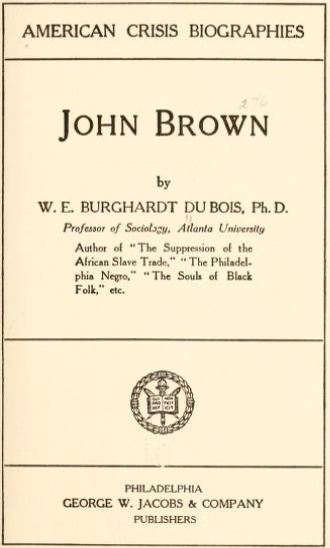 AMERICAN CRISIS BIOGRAPHIES
276
JOHN BROWN
by
W. E. BURGHARDT DU BOIS, Ph. D.
Professor of Sociology, Atlanta University
Author of "The Suppression of the
African Slave Trade," "The Philadel-
phia Negro," "The Souls of Black
Folk," etc.
PHILADELPHIA
GEORGE W. JACOBS & COMPANY
PUBLISHERS